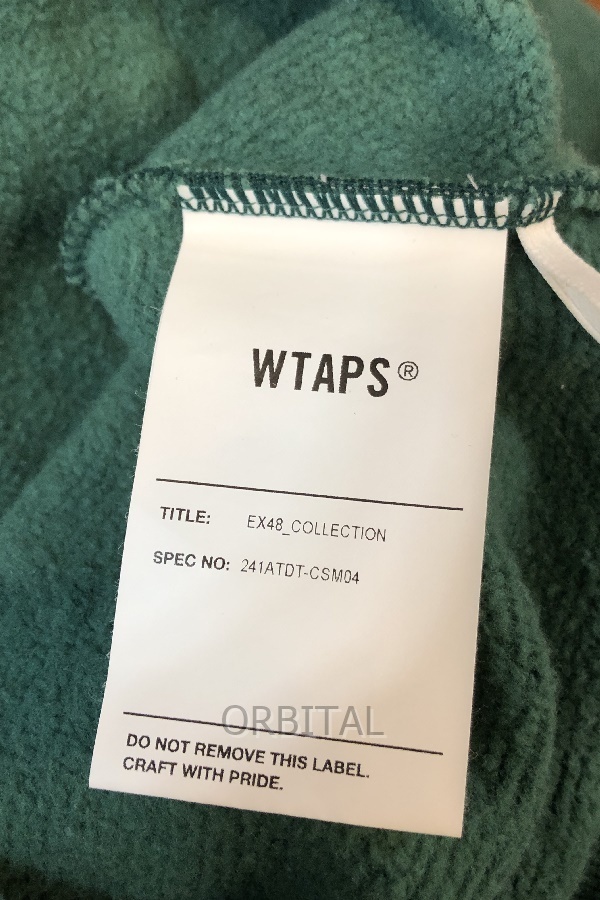 WTAPS®
TITLE: EX48_COLLECTION
SPEC NO: 241ATDT-CSM04
ORBITAL
DO NOT REMOVE THIS LABEL.
CRAFT WITH PRIDE.